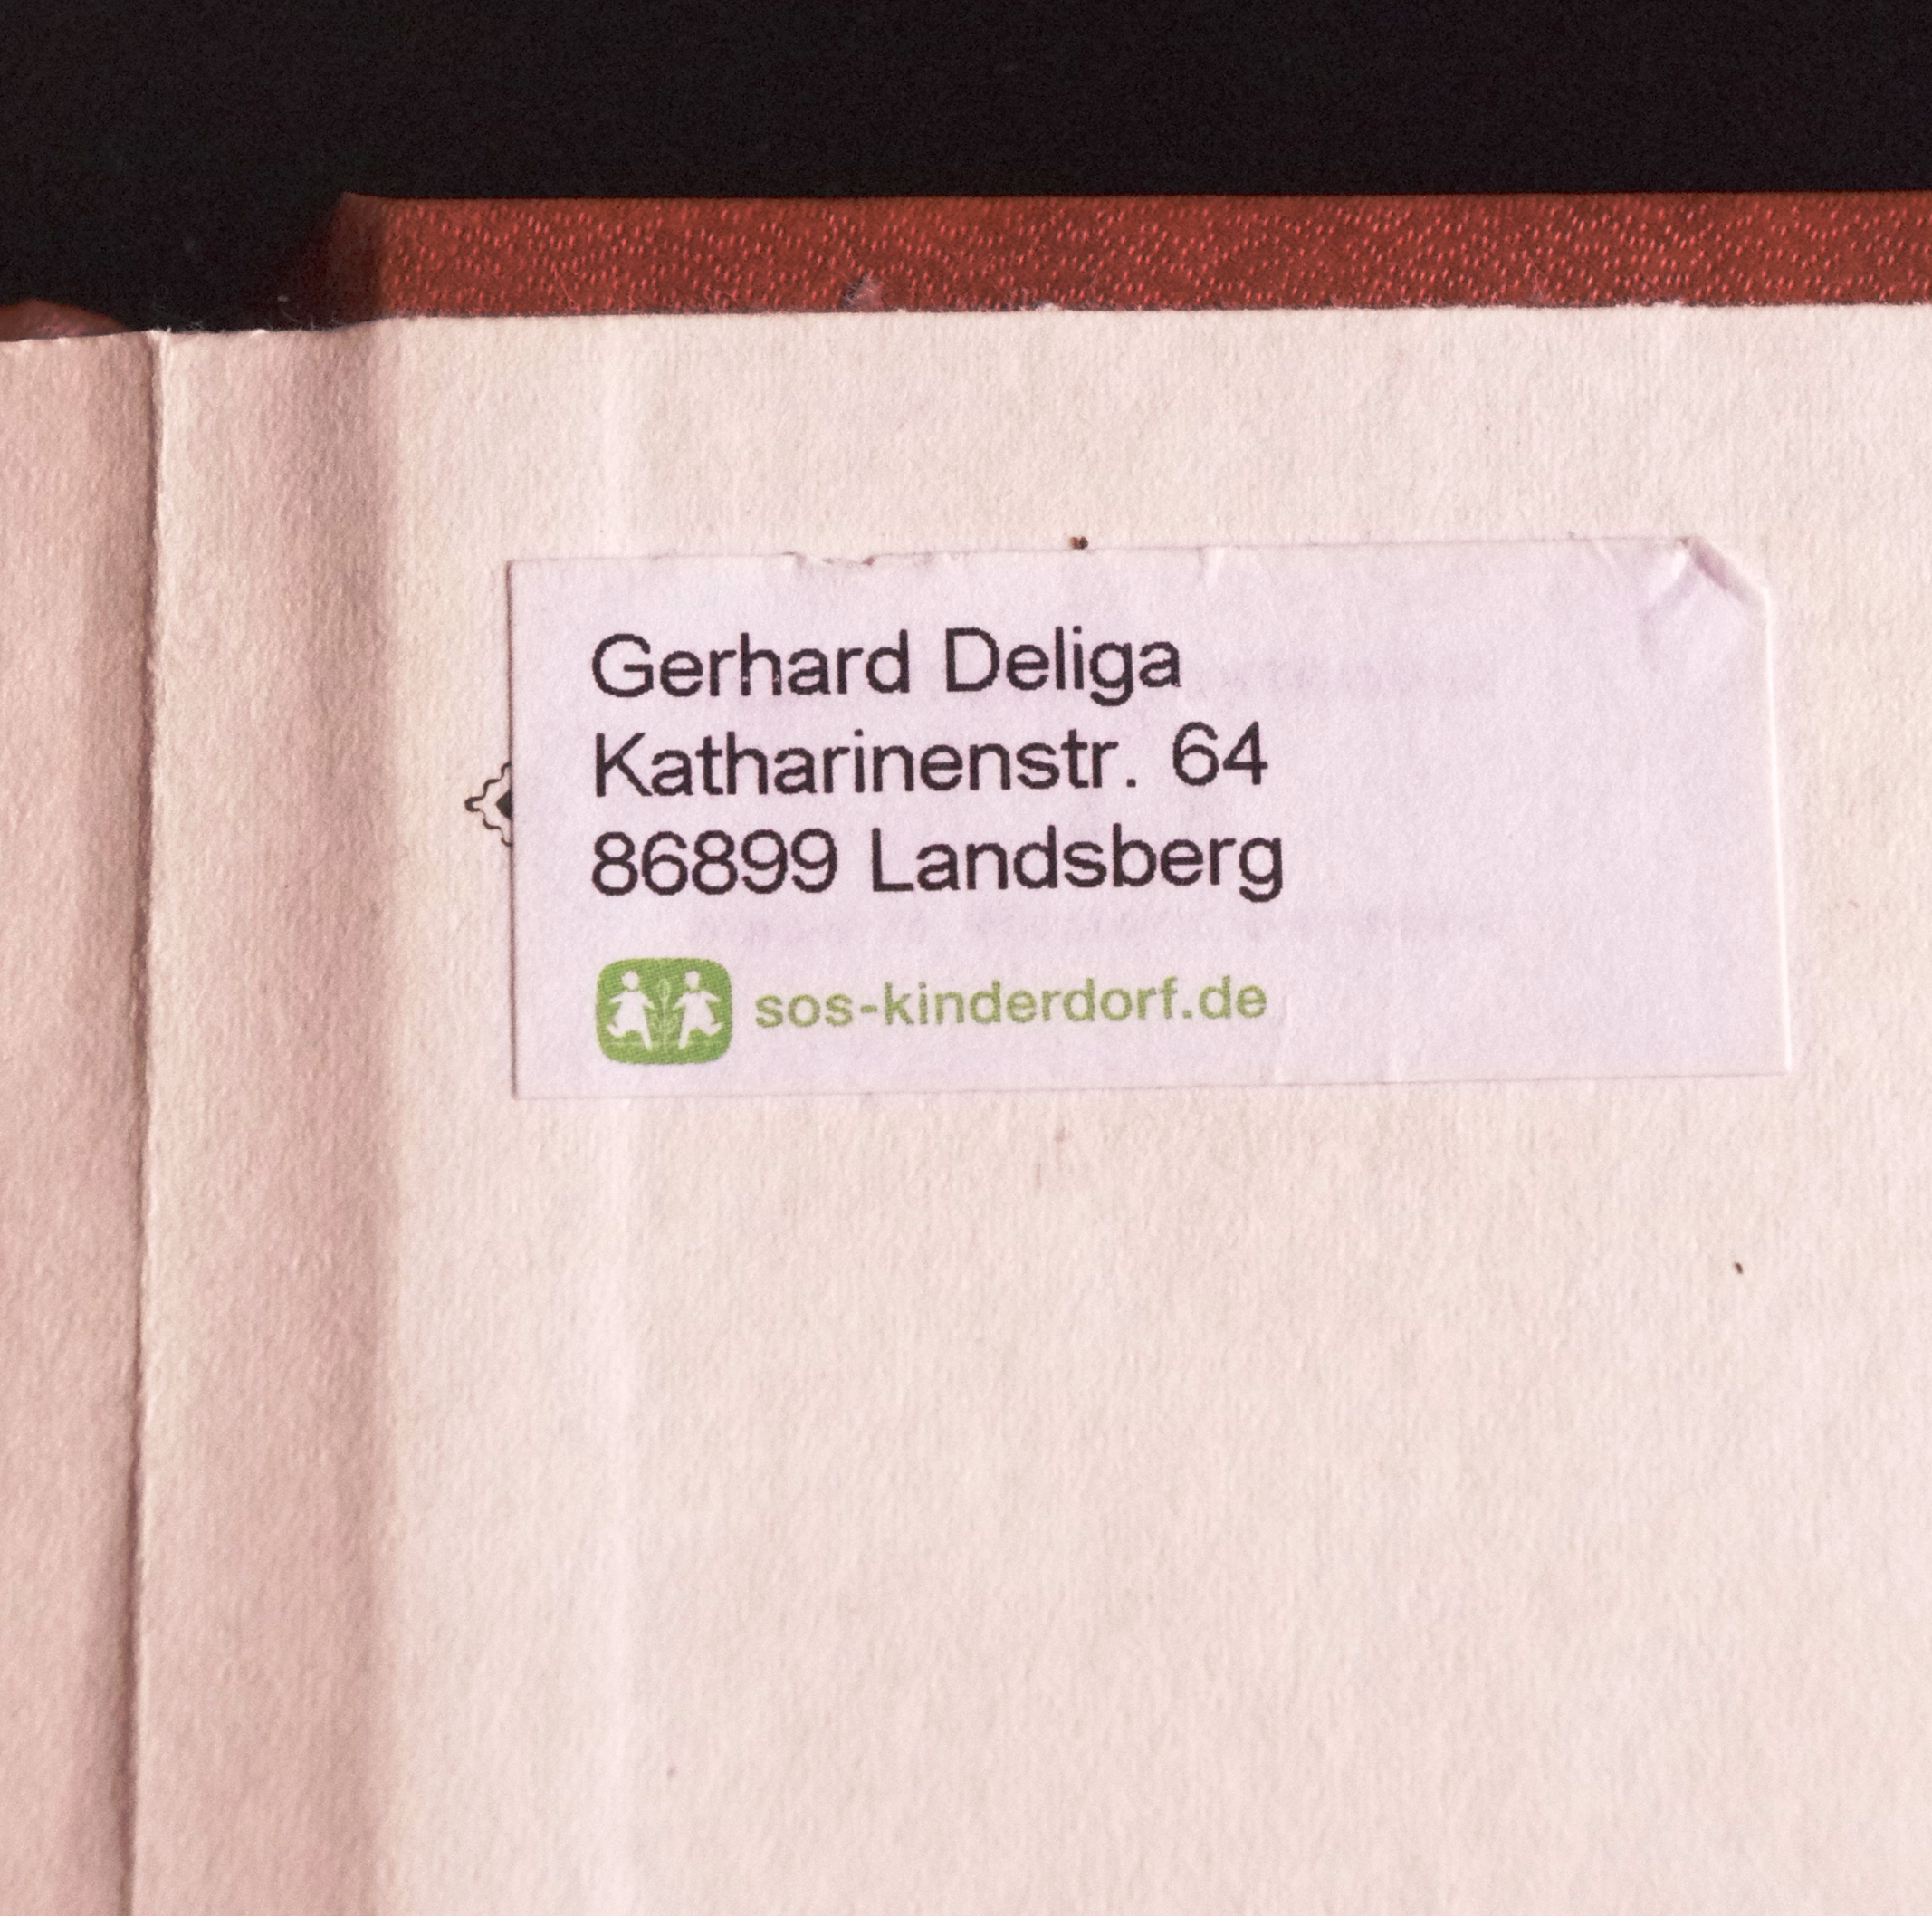 Gerhard Deliga
Katharinenstr. 64
86899 Landsberg
sos-kinderdorf.de